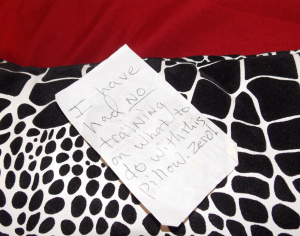 I have
had NO
traiNiNg
on what to
do with this
pillow. Zero!